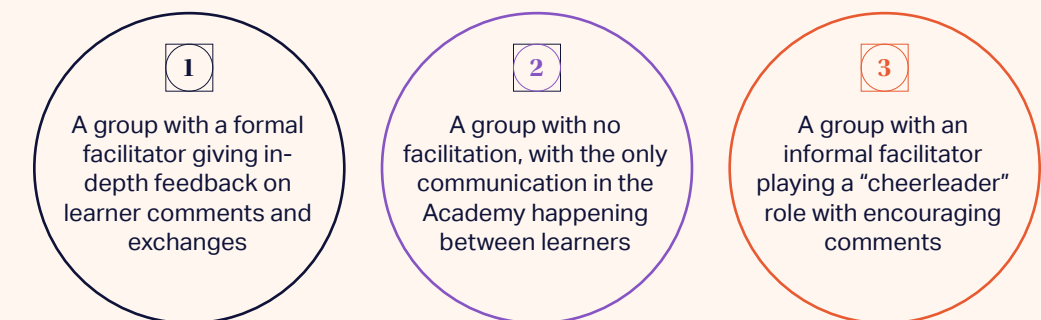 1
A group with a formal
facilitator giving in-
depth feedback on
learner comments and
exchanges
2
A group with no
facilitation, with the only
communication in the
Academy happening
between learners
3
A group with an
informal facilitator
playing a “cheerleader”
role with encouraging
comments